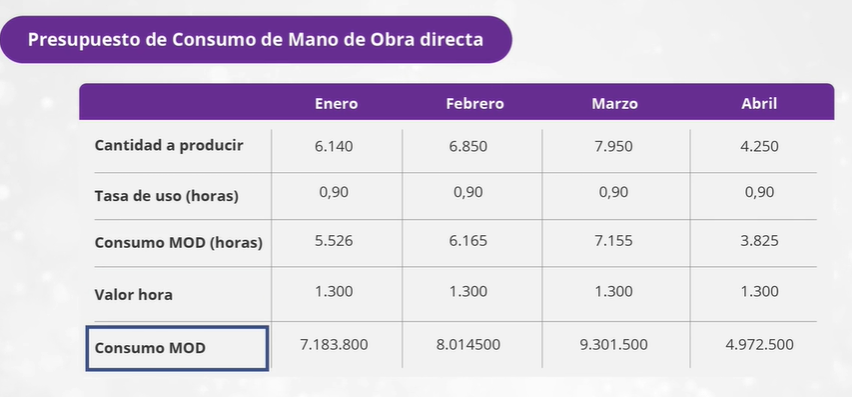 Presupuesto de Consumo de Mano de Obra directa
Enero Febrero Marzo Abril
Cantidad a producir 6.140 6.850 7.950 4.250
Tasa de uso (horas) 0,90 0,90 0,90 0,90
Consumo MOD (horas) 5.526 6.165 7.155 3.825
Valor hora 1.300 1.300 1.300 1.300
Consumo MOD 7.183.800 8.014500 9.301.500 4.972.500